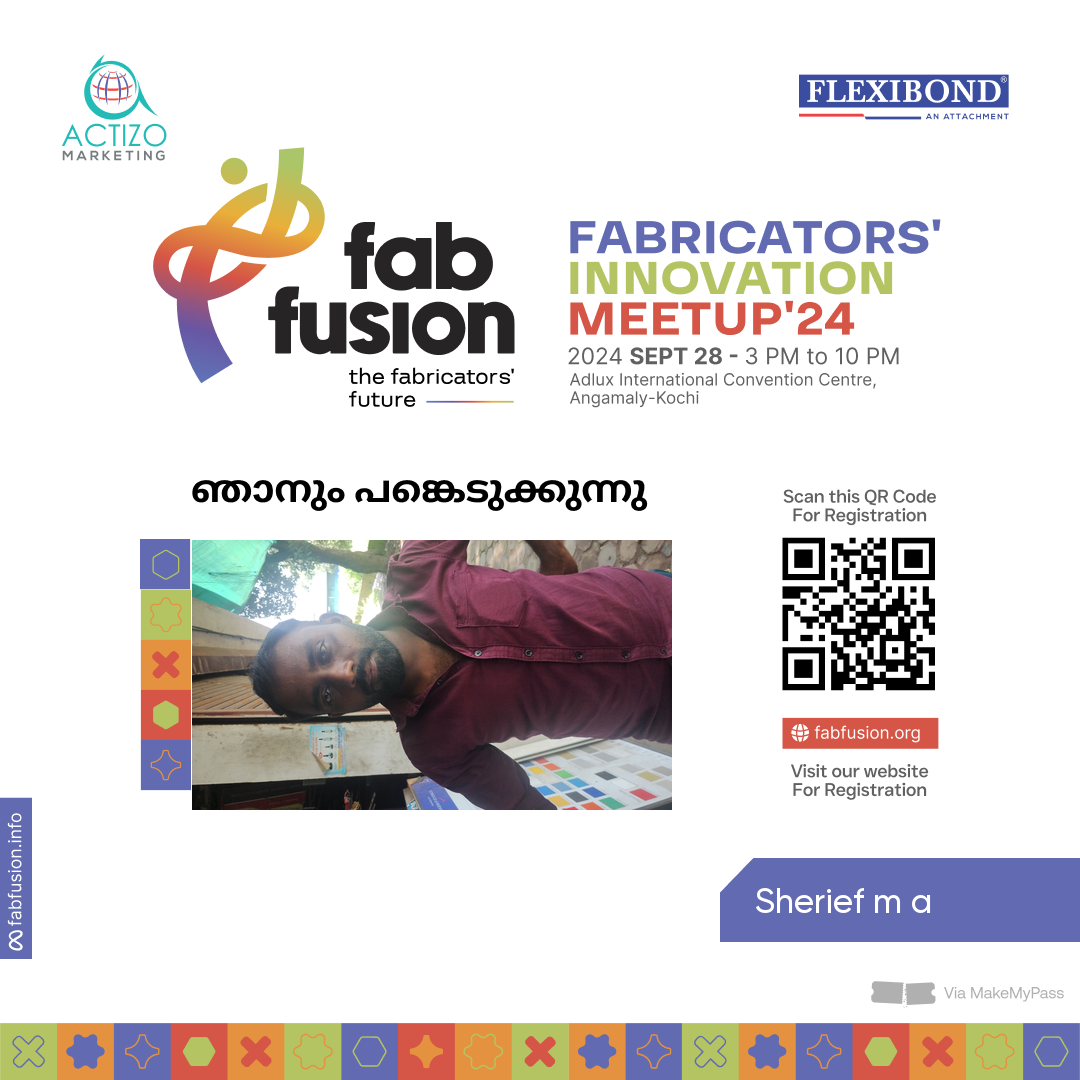 ACTIZO
MARKETING
FLEXIBOND®
AN ATTACHMENT
fab
fusion
the fabricators'
future
FABRICATORS'
INNOVATION
MEETUP'24
2024 SEPT 28 - 3 PM to 10 PM
Adlux International Convention Centre,
Angamaly-Kochi
ഞാനും പങ്കെടുക്കുന്നു
Scan this QR Code
For Registration
fabfusion.org
Visit our website
For Registration
fabfusion.info
Sherief m a
Via MakeMyPass